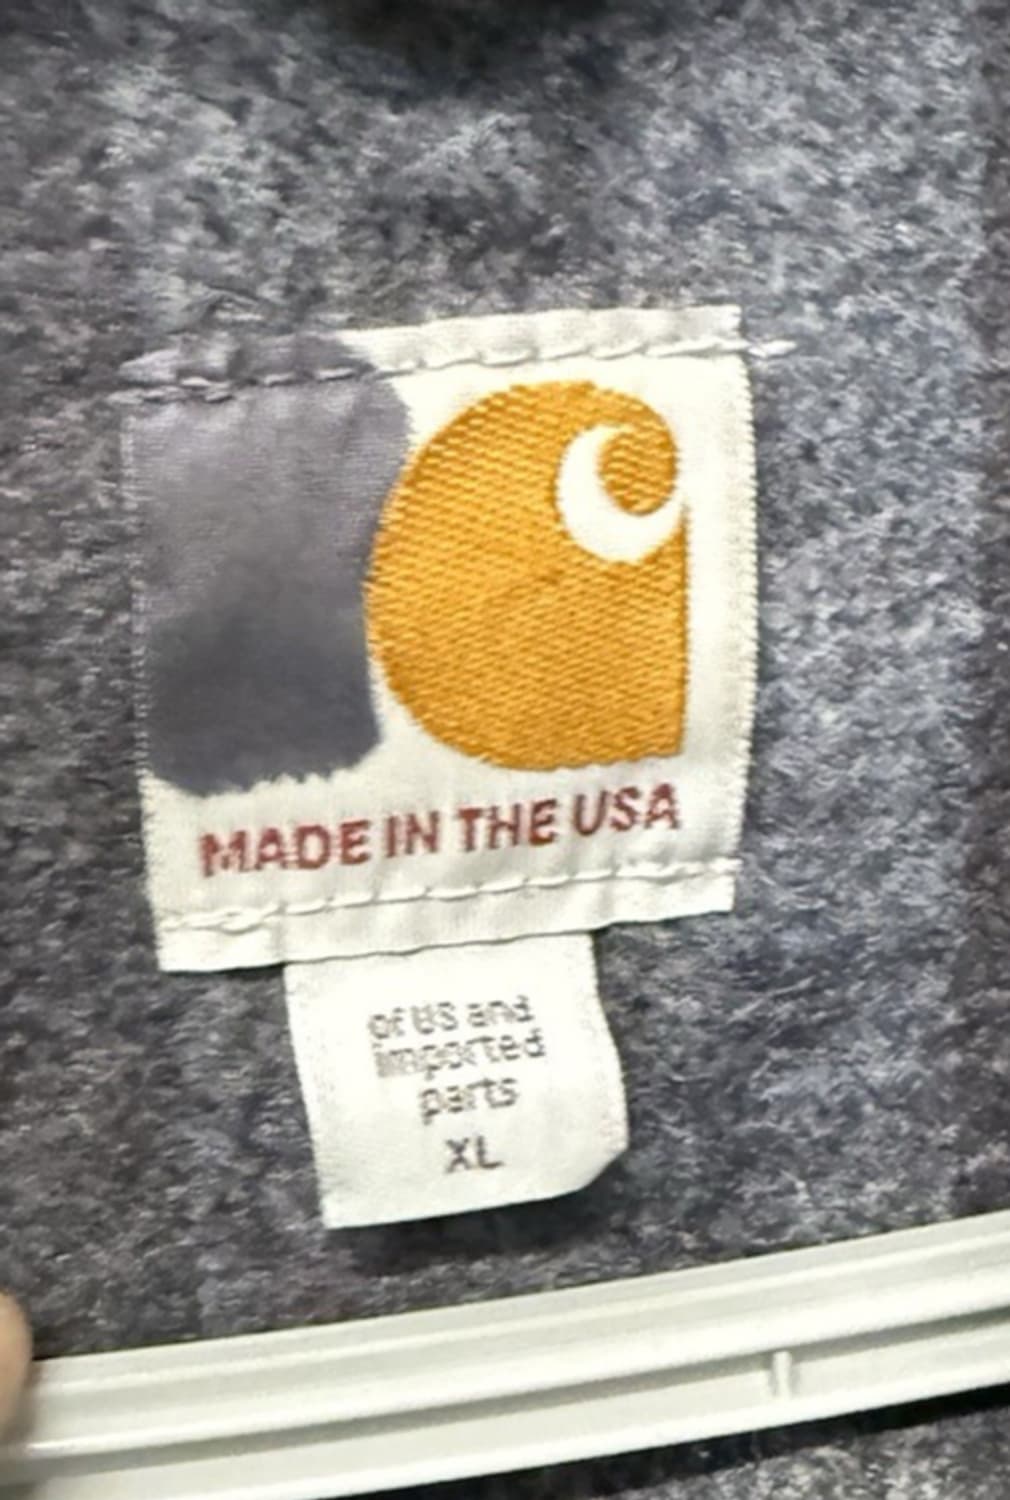 MADE IN THE USA
of US and
imported
parts
XL